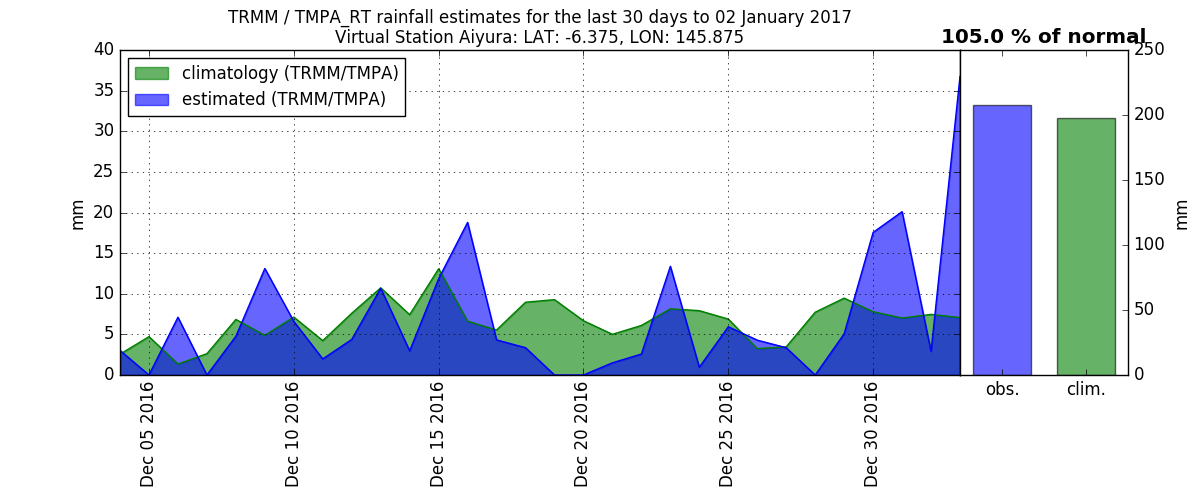 TRMM / TMPA_RT rainfall estimates for the last 30 days to 02 January 2017
Virtual Station Aiyura: LAT: -6.375, LON: 145.875
105.0 % of normal
climatology (TRMM/TMPA)
estimated (TRMM/TMPA)
40
35
30
25
20
15
10
5
0
mm
Dec 05 2016
Dec 10 2016
Dec 15 2016
Dec 20 2016
Dec 25 2016
Dec 30 2016
250
200
150
100
50
0
mm
obs.
clim.